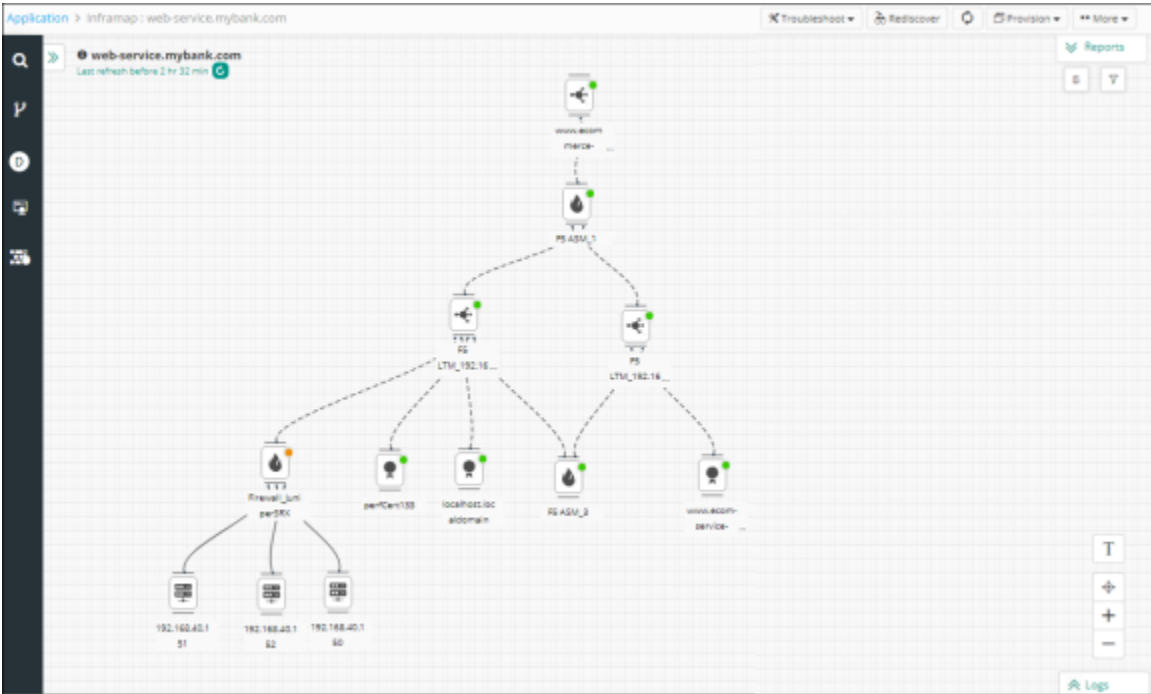 Application > Inframap : web-service.mybank.com
Troubleshoot
Rediscover
Provision
More
web-service.mybank.com
Last refresh before 2 hr 32 min
Reports
www.ecom
merce- ...
F5 ASM_1
F5
LTM_192.16...
F5
LTM_192.16...
Firewall_Juni
perSRX
perfCert133
localhost.loc
aldomain
F5 ASM_3
www.ecom-
service- ...
192.168.40.1
51
192.168.40.1
52
192.168.40.1
50
D
T
Logs